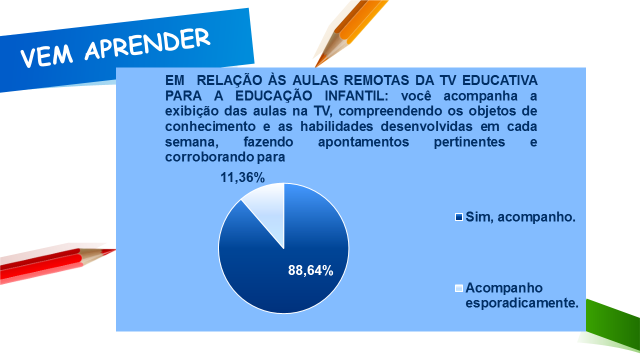 VEM APRENDER
EM RELAÇÃO ÀS AULAS REMOTAS DA TV EDUCATIVA
PARA A EDUCAÇÃO INFANTIL: você acompanha a
exibição das aulas na TV, compreendendo os objetos de
conhecimento e as habilidades desenvolvidas em cada
semana, fazendo apontamentos pertinentes e
corroborando para
11,36%
88,64%
Sim, acompanho.
Acompanho
esporadicamente.